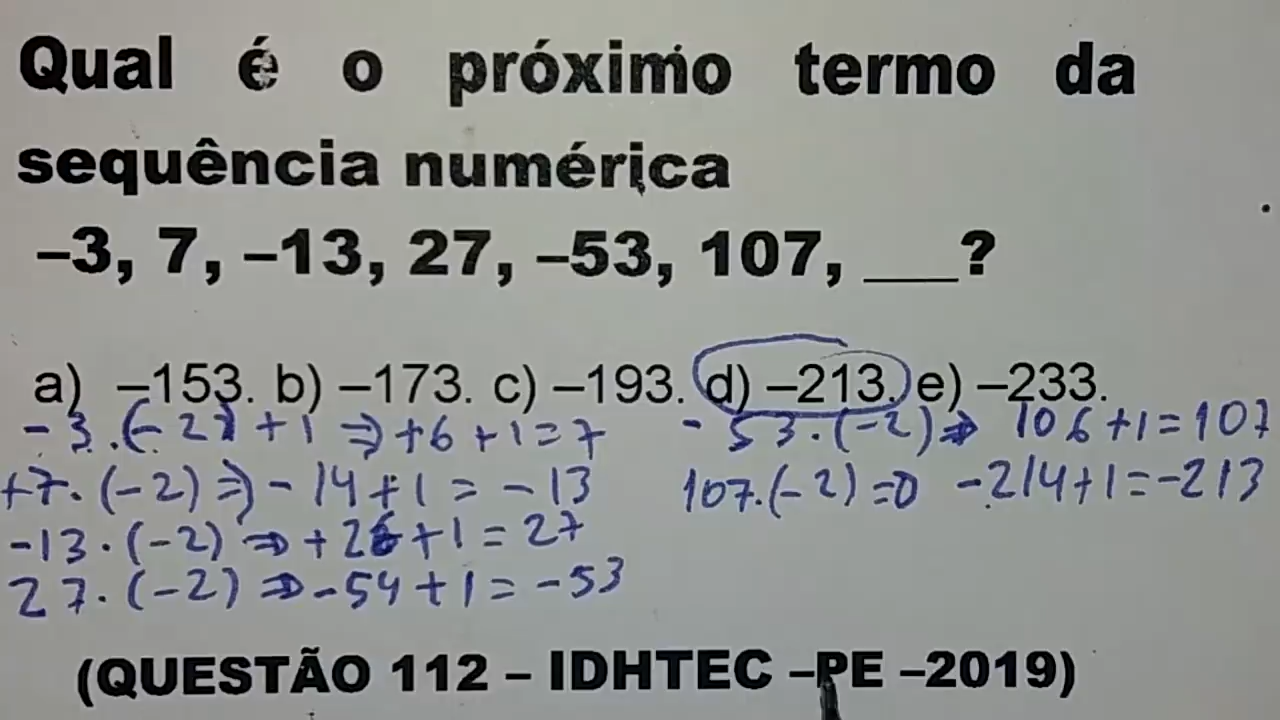 Qual é o próximo termo da
sequência numérica
–3, 7, –13, 27, –53, 107, ___?
a) –153. b) –173. c) –193. d) –213. e) –233.
-3.(-2)+1 ⇒ +6+1=7
+7.(-2) ⇒ -14+1=-13
-13.(-2) ⇒ +26+1=27
27.(-2) ⇒ -54+1=-53
-53.(-2) ⇒ 106+1=107
107.(-2) ⇒ -214+1=-213
(QUESTÃO 112 – IDHTEC –PE –2019)